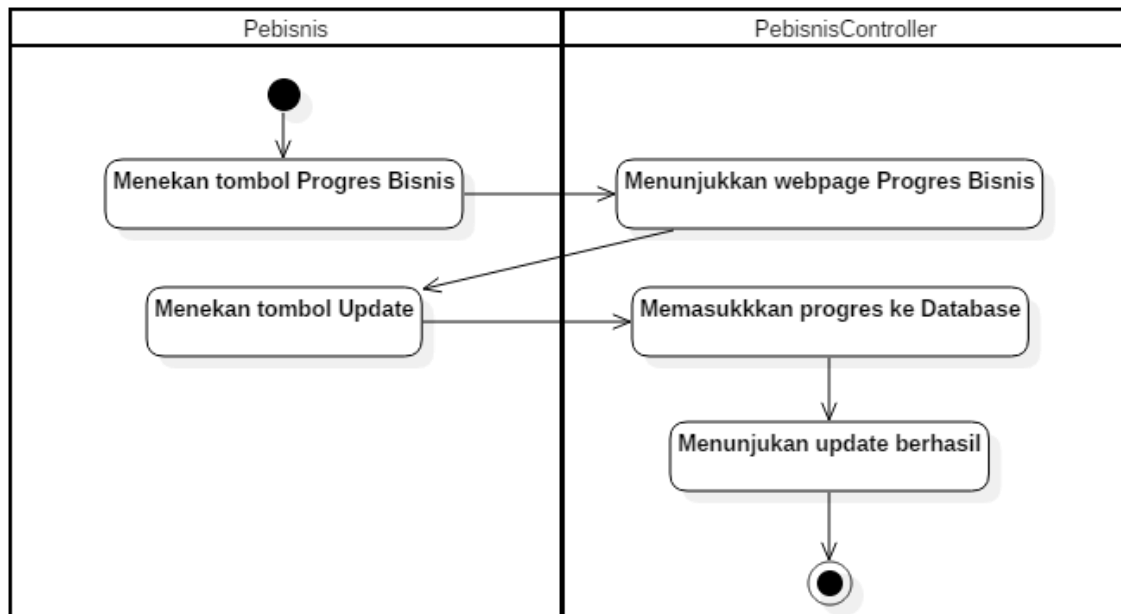 Pebisnis
PebisnisController
Menekan tombol Progres Bisnis
Menunjukkan webpage Progres Bisnis
Menekan tombol Update
Memasukkkan progres ke Database
Menunjukan update berhasil